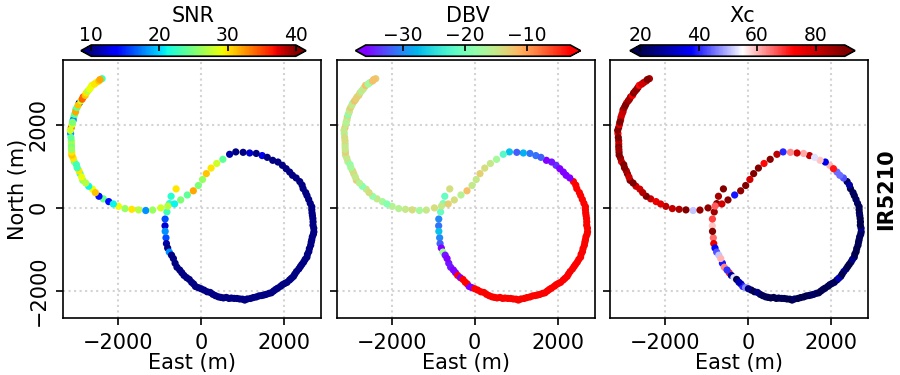 SNR DBV Xc
10 20 30 40 −30 −20 −10 20 40 60 80
North (m)
2000
0
−2000
−2000 0 2000 −2000 0 2000 −2000 0 2000
East (m) East (m) East (m)
IR5210